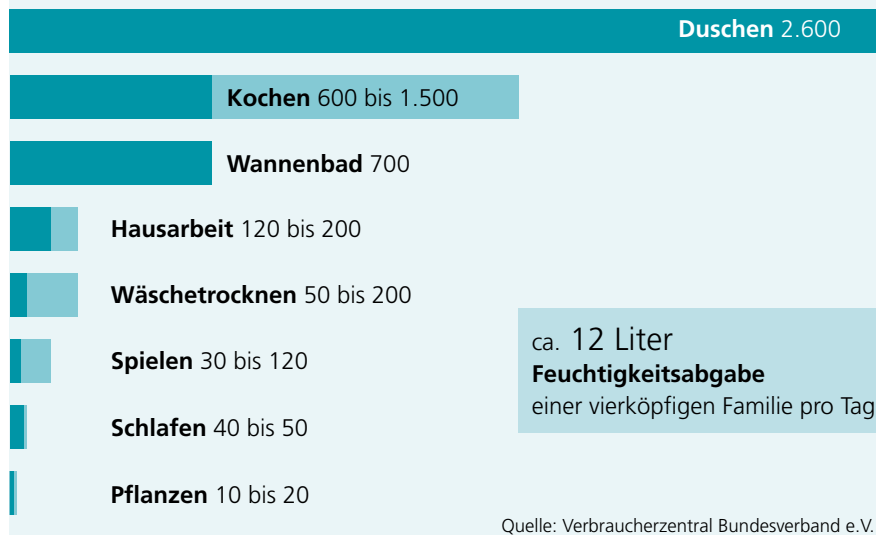 Duschen 2.600
Kochen 600 bis 1.500
Wannenbad 700
Hausarbeit 120 bis 200
Wäschetrocknen 50 bis 200
Spielen 30 bis 120
Schlafen 40 bis 50
Pflanzen 10 bis 20
ca. 12 Liter
Feuchtigkeitsabgabe
einer vierköpfigen Familie pro Tag
Quelle: Verbraucherzentral Bundesverband e.V.